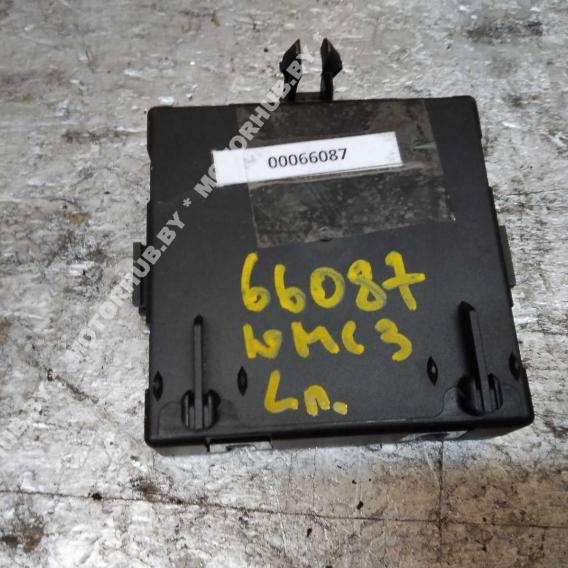 MOTORHUB.BY * MOTORHUB.BY *
00066087
66087
WMC3
Lп.